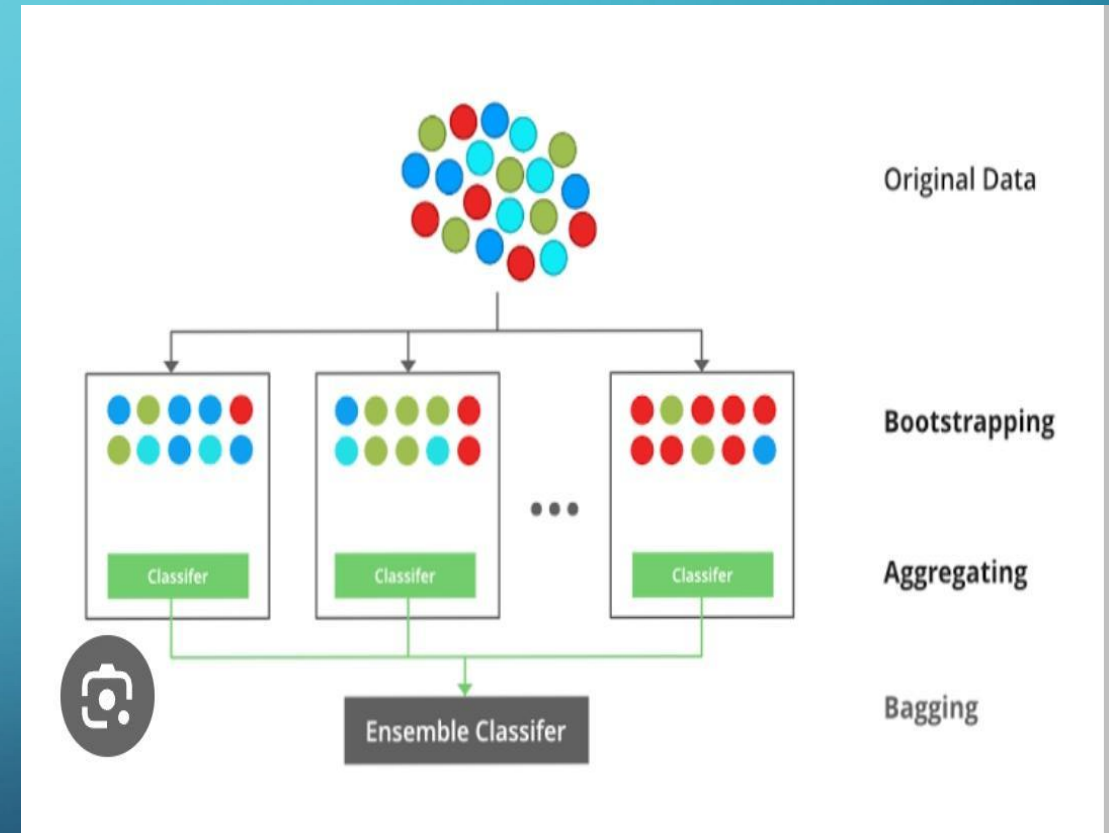 Original Data
Bootstrapping
Classifer
Classifer
Classifer
Aggregating
Ensemble Classifer
Bagging